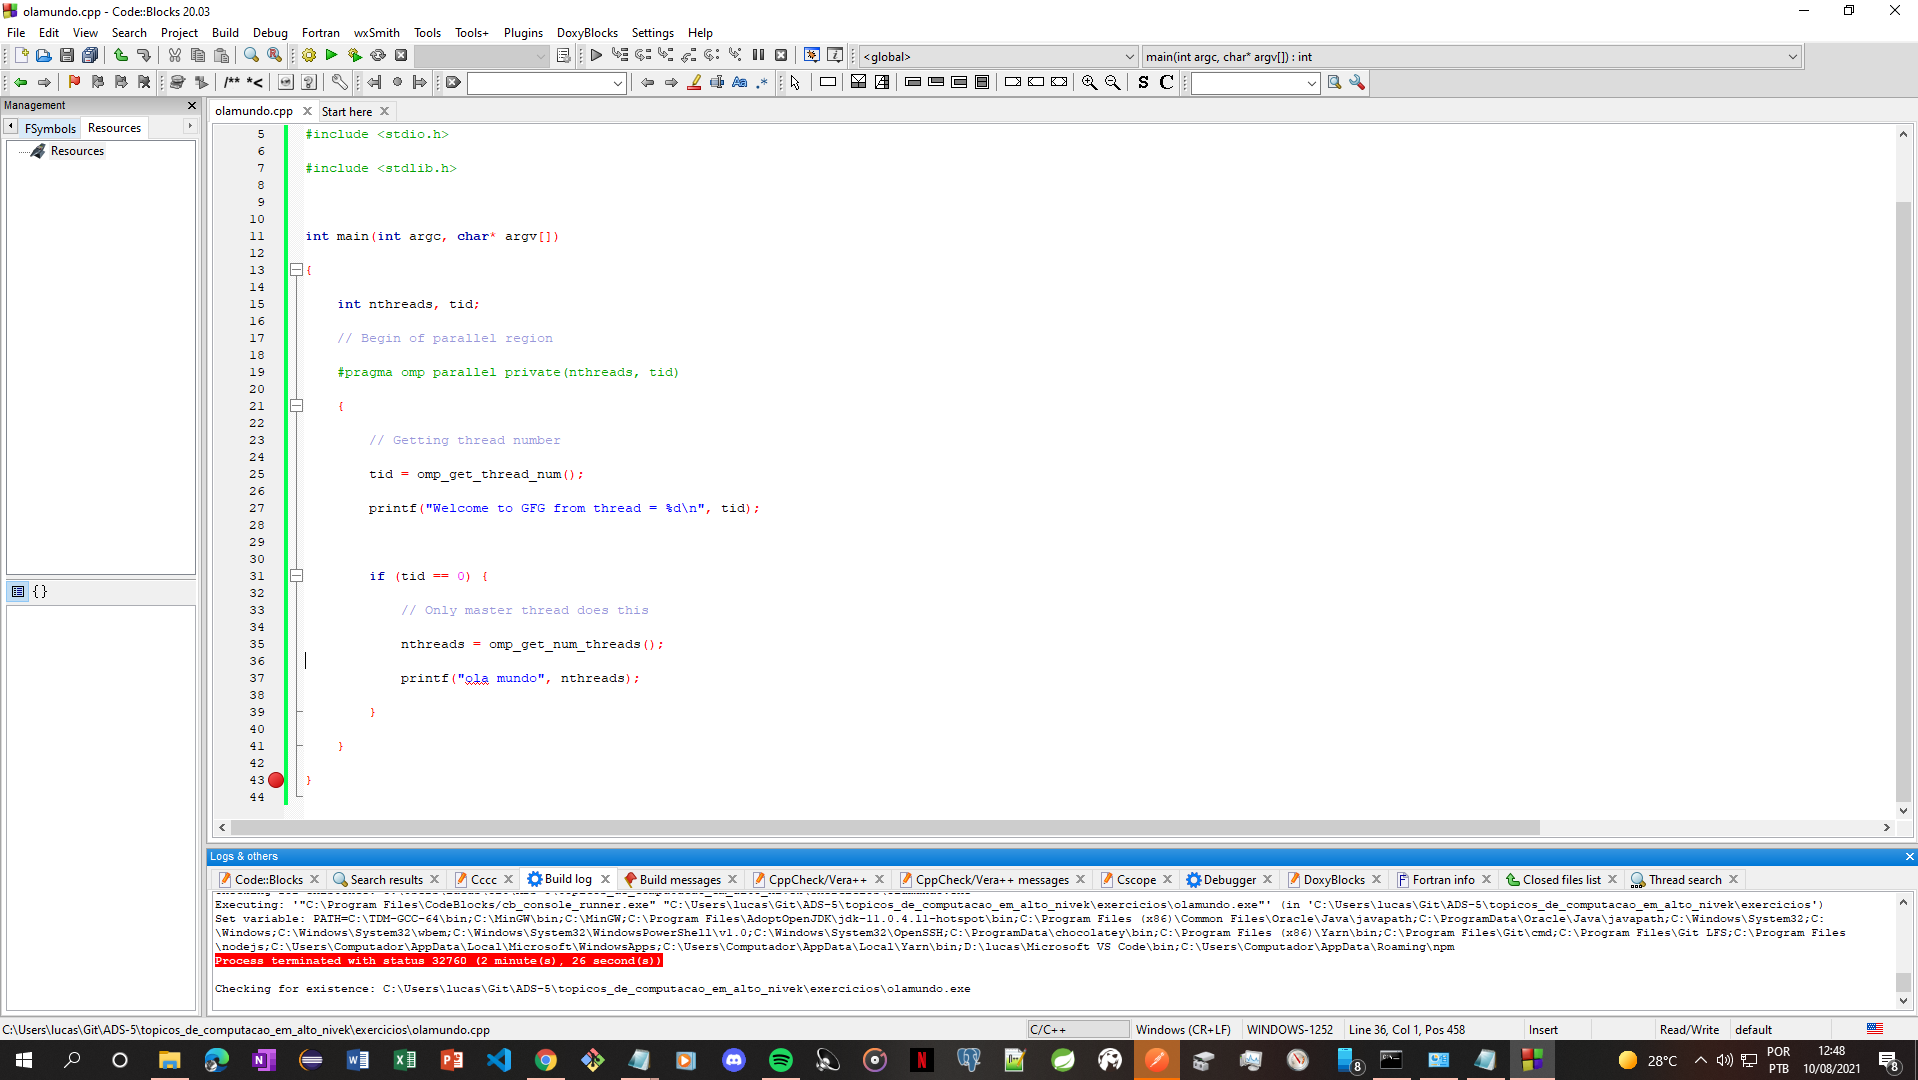 olamundo.cpp - Code::Blocks 20.03
File Edit View Search Project Build Debug Fortran wxSmith Tools Tools+ Plugins DoxyBlocks Settings Help
<global>
main(int argc, char* argv[]) : int
/** *<
S C
Management
FSymbols Resources
Resources
{}
olamundo.cpp Start here
5 #include <stdio.h>
6
7 #include <stdlib.h>
8
9
10
11 int main(int argc, char* argv[])
12
13 {
14
15 int nthreads, tid;
16
17 // Begin of parallel region
18
19 #pragma omp parallel private(nthreads, tid)
20
21 {
22
23 // Getting thread number
24
25 tid = omp_get_thread_num();
26
27 printf("Welcome to GFG from thread = %d\n", tid);
28
29
30
31 if (tid == 0) {
32
33 // Only master thread does this
34
35 nthreads = omp_get_num_threads();
36
37 printf("ola mundo", nthreads);
38
39 }
40
41 }
42
43 }
44
Logs & others
Code::Blocks Search results Cccc Build log Build messages CppCheck/Vera++ CppCheck/Vera++ messages Cscope Debugger DoxyBlocks Fortran info Closed files list Thread search
Executing: '"C:\Program Files\CodeBlocks/cb_console_runner.exe" "C:\Users\lucas\Git\ADS-5\topicos_de_computacao_em_alto_nivek\exercicios\olamundo.exe"' (in 'C:\Users\lucas\Git\ADS-5\topicos_de_computacao_em_alto_nivek\exercicios')
Set variable: PATH=C:\TDM-GCC-64\bin;C:\MinGW\bin;C:\MinGW;C:\Program Files\AdoptOpenJDK\jdk-11.0.4.11-hotspot\bin;C:\Program Files (x86)\Common Files\Oracle\Java\javapath;C:\ProgramData\Oracle\Java\javapath;C:\Windows\System32;C:
\Windows;C:\Windows\System32\wbem;C:\Windows\System32\WindowsPowerShell\v1.0;C:\Windows\System32\OpenSSH;C:\ProgramData\chocolatey\bin;C:\Program Files (x86)\Yarn\bin;C:\Program Files\Git\cmd;C:\Program Files\Git LFS;C:\Program Files
\nodejs;C:\Users\Computador\AppData\Local\Microsoft\WindowsApps;C:\Users\Computador\AppData\Local\Yarn\bin;D:\lucas\Microsoft VS Code\bin;C:\Users\Computador\AppData\Roaming\npm
Process terminated with status 32760 (2 minute(s), 26 second(s))
Checking for existence: C:\Users\lucas\Git\ADS-5\topicos_de_computacao_em_alto_nivek\exercicios\olamundo.exe
C:\Users\lucas\Git\ADS-5\topicos_de_computacao_em_alto_nivek\exercicios\olamundo.cpp C/C++ Windows (CR+LF) WINDOWS-1252 Line 36, Col 1, Pos 458 Insert Read/Write default
28°C
POR
PTB
12:48
10/08/2021
8